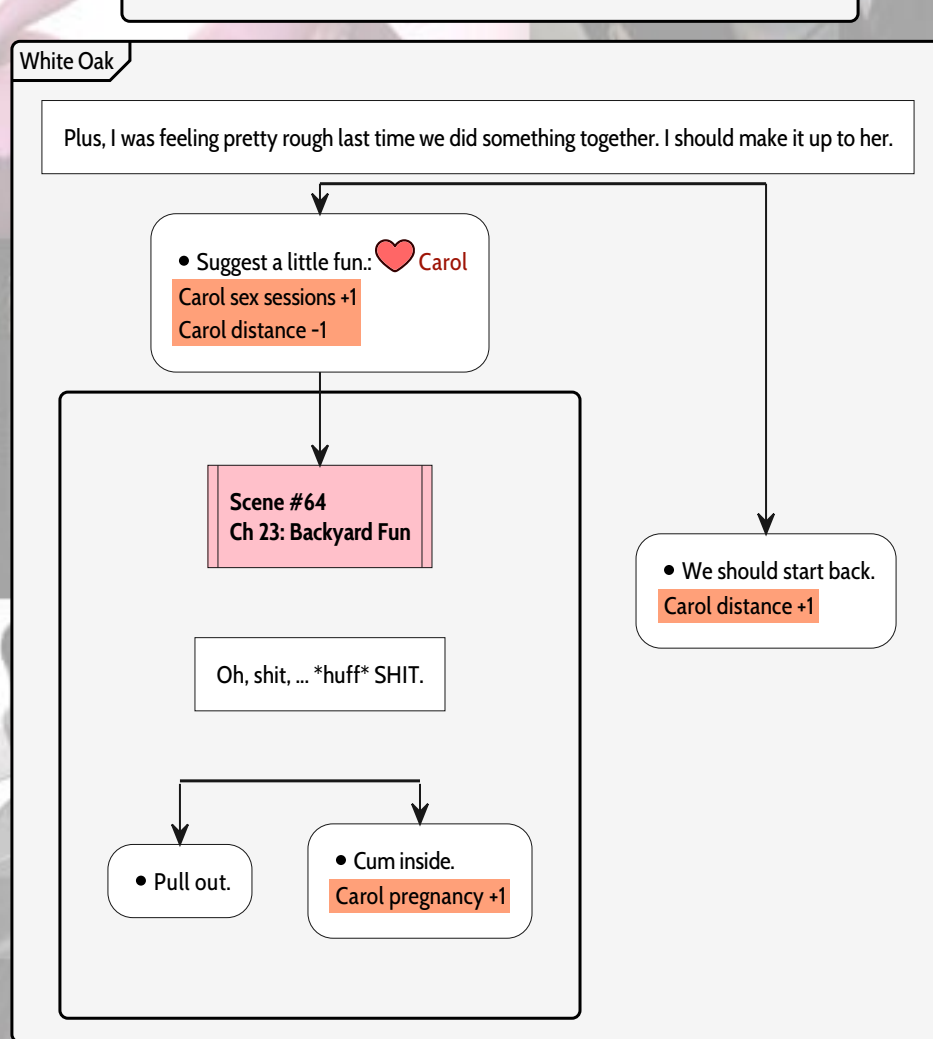 White Oak
Plus, I was feeling pretty rough last time we did something together. I should make it up to her.
• Suggest a little fun.: Carol
Carol sex sessions +1
Carol distance -1
Scene #64
Ch 23: Backyard Fun
• We should start back.
Carol distance +1
Oh, shit, ... *huff* SHIT.
• Pull out.
• Cum inside.
Carol pregnancy +1